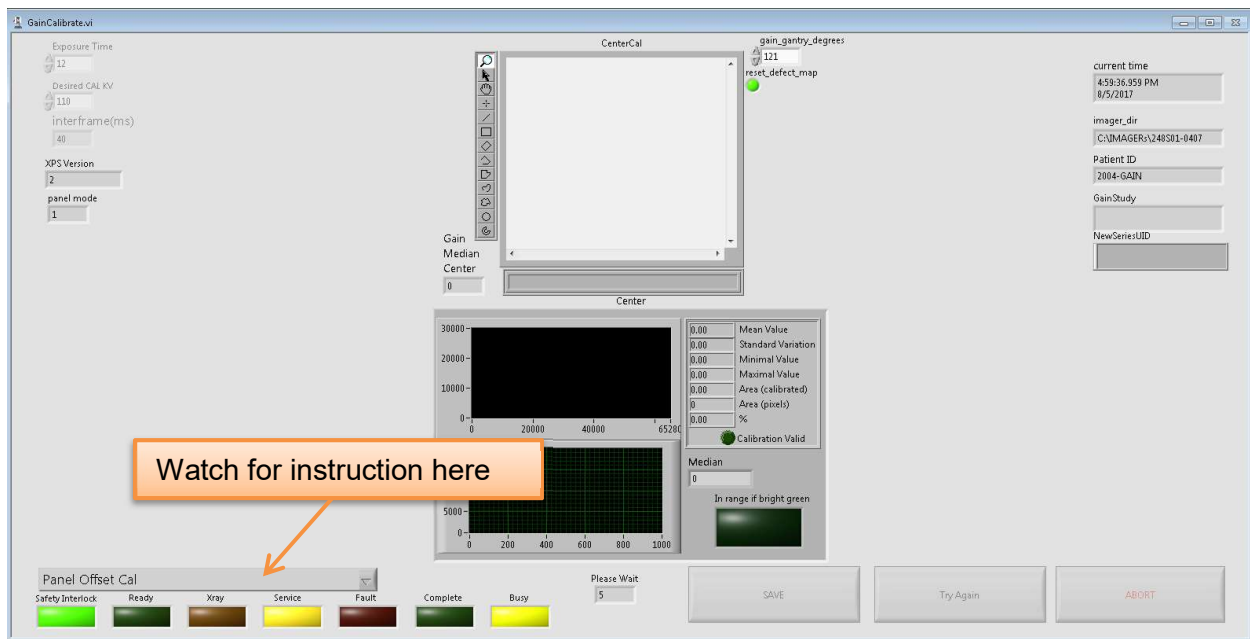 GainCalibrate.vi
Exposure Time
12
Desired CAL KV
110
interframe(ms)
40
XPS Version
2
panel mode
1
CenterCal
gain_gantry_degrees
121
reset_defect_map
current time
4:59:36.959 PM
8/5/2017
imager_dir
C:\IMAGERs\248S01-0407
Patient ID
2004-GAIN
GainStudy
NewSeriesUID
Gain
Median
Center
0
Center
30000
20000
10000
0
0 20000 40000 65280
0.00 Mean Value
0.00 Standard Variation
0.00 Minimal Value
0.00 Maximal Value
0.00 Area (calibrated)
0 Area (pixels)
0.00 %
Calibration Valid
Watch for instruction here
5000
0
0 200 400 600 800 1000
Median
0
In range if bright green
Panel Offset Cal
Safety Interlock Ready Xray Service Fault Complete Busy
Please Wait
5
SAVE
Try Again
ABORT